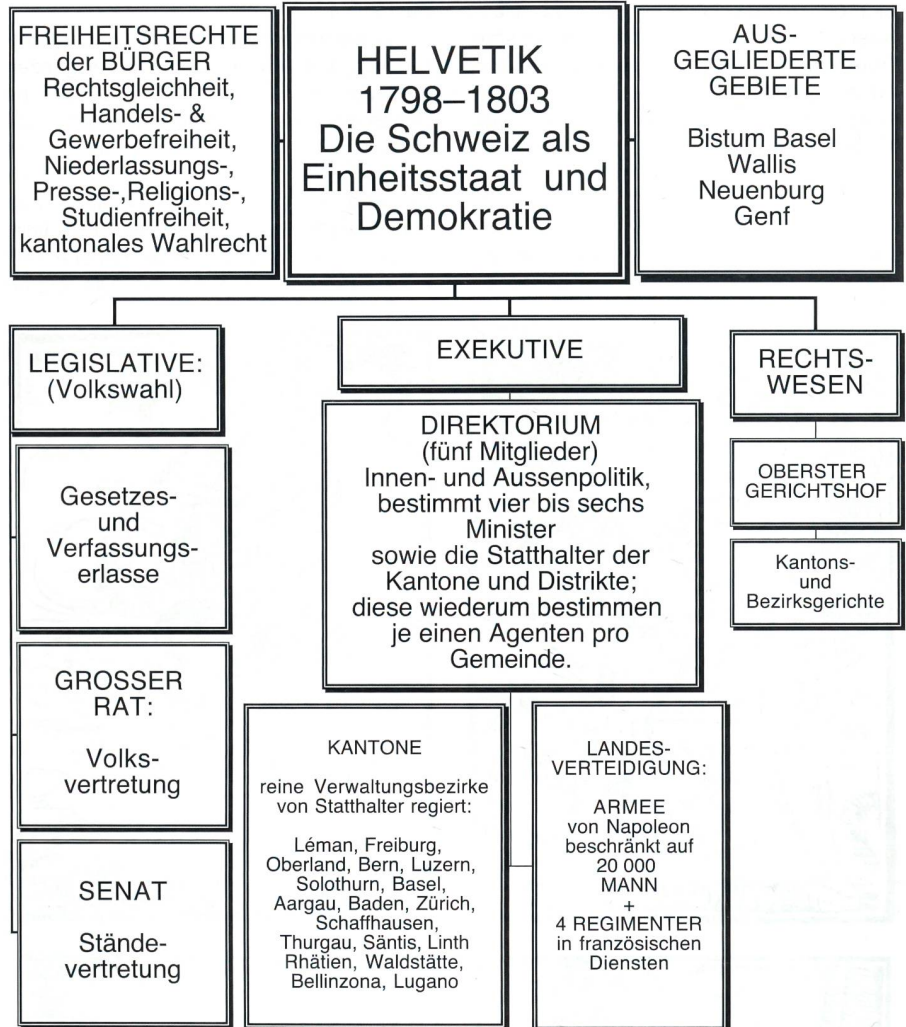 FREIHEITSRECHTE
der BÜRGER
Rechtsgleichheit,
Handels- &
Gewerbefreiheit,
Niederlassungs-,
Presse-,Religions-,
Studienfreiheit,
kantonales Wahlrecht
HELVETIK
1798–1803
Die Schweiz als
Einheitsstaat und
Demokratie
AUS-
GEGLIEDERTE
GEBIETE
Bistum Basel
Wallis
Neuenburg
Genf
LEGISLATIVE:
(Volkswahl)
Gesetzes-
und
Verfassungs-
erlasse
GROSSER
RAT:
Volks-
vertretung
SENAT
Stände-
vertretung
EXEKUTIVE
DIREKTORIUM
(fünf Mitglieder)
Innen- und Aussenpolitik,
bestimmt vier bis sechs
Minister
sowie die Statthalter der
Kantone und Distrikte;
diese wiederum bestimmen
je einen Agenten pro
Gemeinde.
KANTONE
reine Verwaltungsbezirke
von Statthalter regiert:
Léman, Freiburg,
Oberland, Bern, Luzern,
Solothurn, Basel,
Aargau, Baden, Zürich,
Schaffhausen,
Thurgau, Säntis, Linth
Rhätien, Waldstätte,
Bellinzona, Lugano
LANDES-
VERTEIDIGUNG:
ARMEE
von Napoleon
beschränkt auf
20 000
MANN
+
4 REGIMENTER
in französischen
Diensten
RECHTS-
WESEN
OBERSTER
GERICHTSHOF
Kantons-
und
Bezirksgerichte